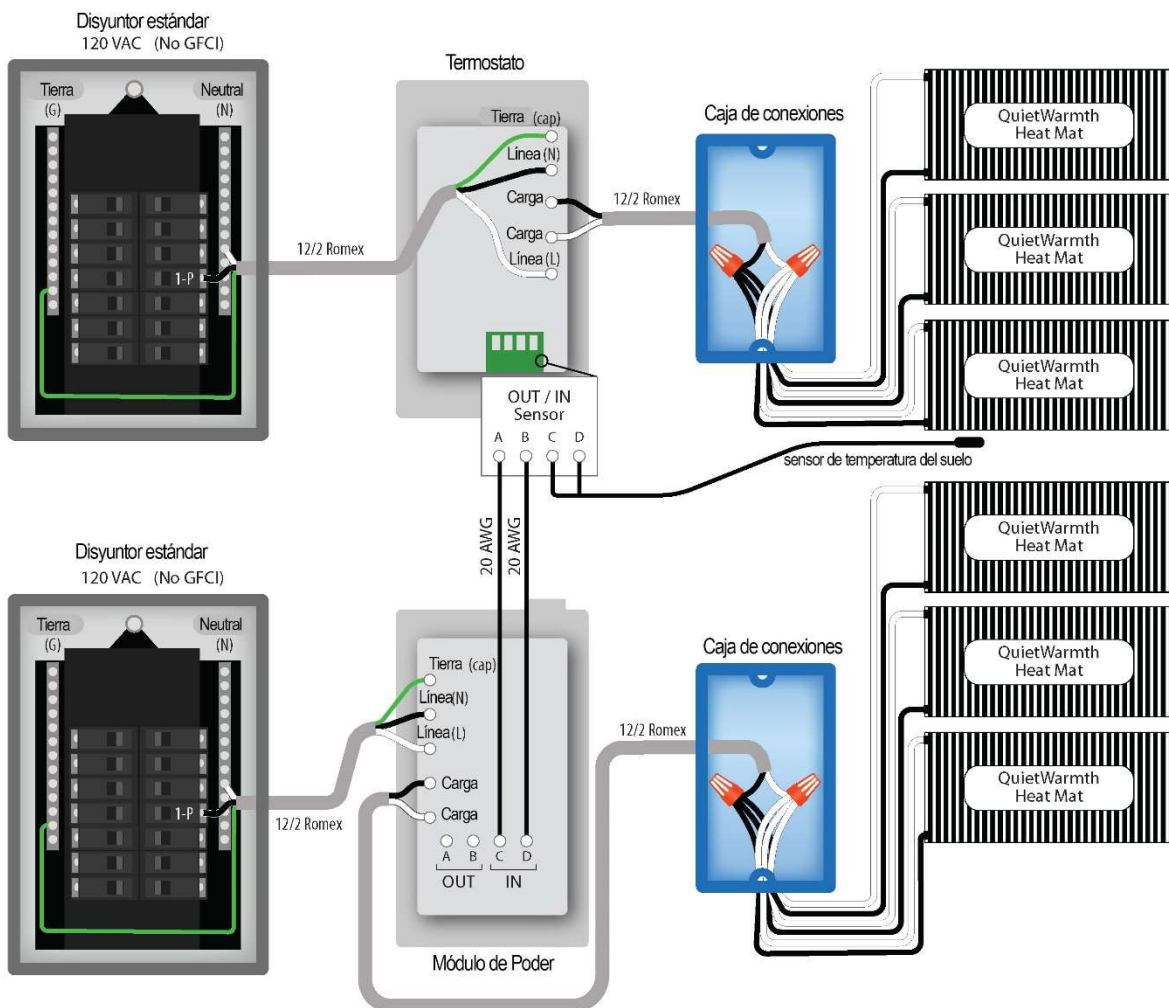 Disyuntor estándar
120 VAC (No GFCI)
Tierra
(G)
Neutral
(N)
1-P
12/2 Romex
Termostato
Tierra (cap)
Línea (N)
Carga
Carga
Línea (L)
12/2 Romex
Caja de conexiones
QuietWarmth
Heat Mat
QuietWarmth
Heat Mat
QuietWarmth
Heat Mat
OUT / IN
Sensor
A B C D
sensor de temperatura del suelo
20 AWG
20 AWG
Disyuntor estándar
120 VAC (No GFCI)
Tierra
(G)
Neutral
(N)
1-P
12/2 Romex
Tierra (cap)
Línea(N)
Línea (L)
Carga
Carga
A B C D
OUT IN
Módulo de Poder
12/2 Romex
Caja de conexiones
QuietWarmth
Heat Mat
QuietWarmth
Heat Mat
QuietWarmth
Heat Mat